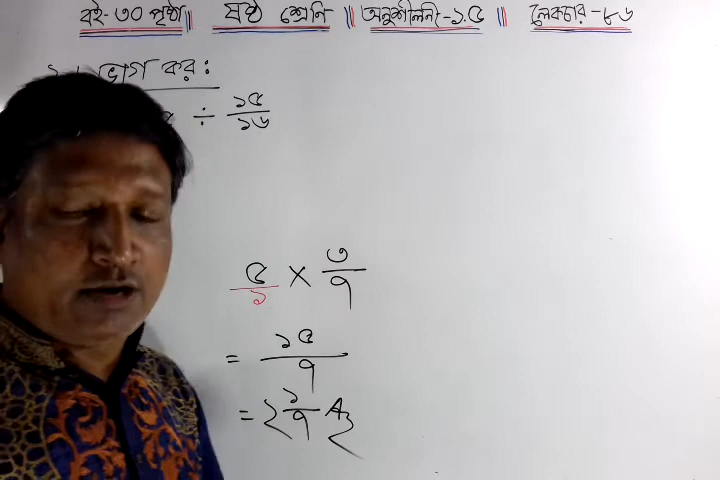 বই- ৩০ পৃষ্ঠা || ষষ্ঠ শ্রেনি || অনুশীলনী- ১.৫ || লেকচার - ৮৬
ভাগ কর :
÷ ১৫/১৬
৫/১ × ৩/৭
= ১৫/৭
= ২ ১/৭ Ans